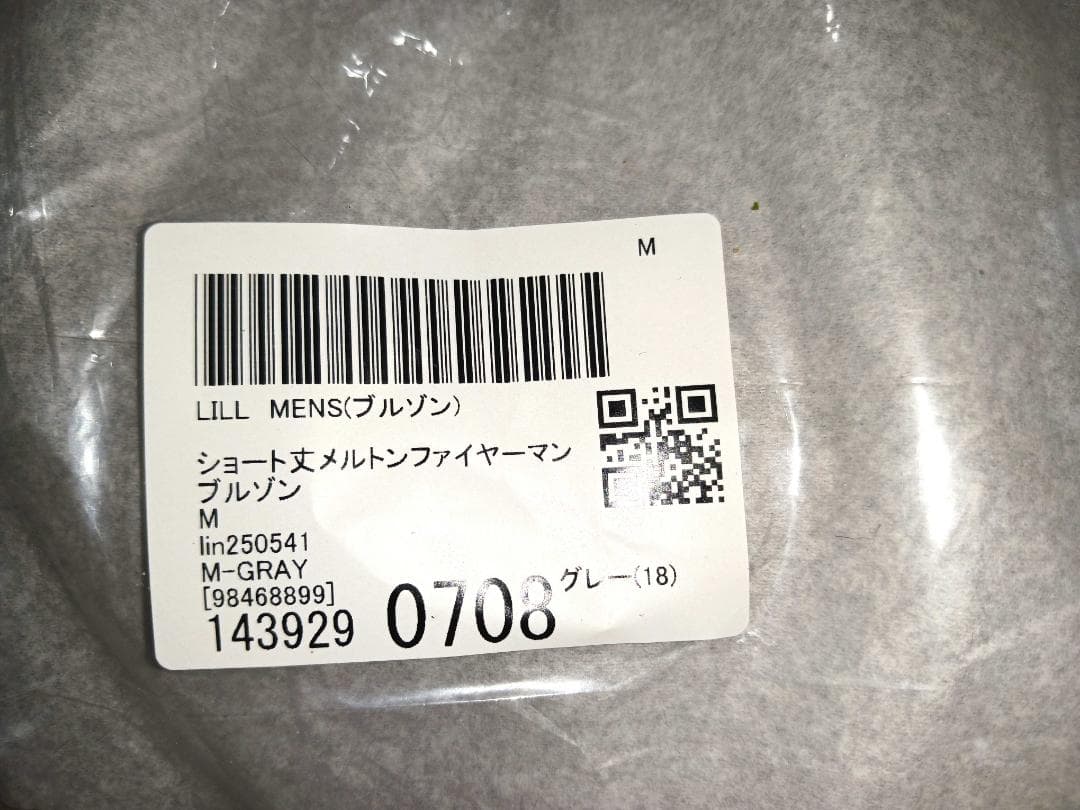 M
LILL MENS(ブルゾン)
ショート丈メルトンファイヤーマン
ブルゾン
M
lin250541
M-GRAY
[98468899]
グレー(18)
143929 0708